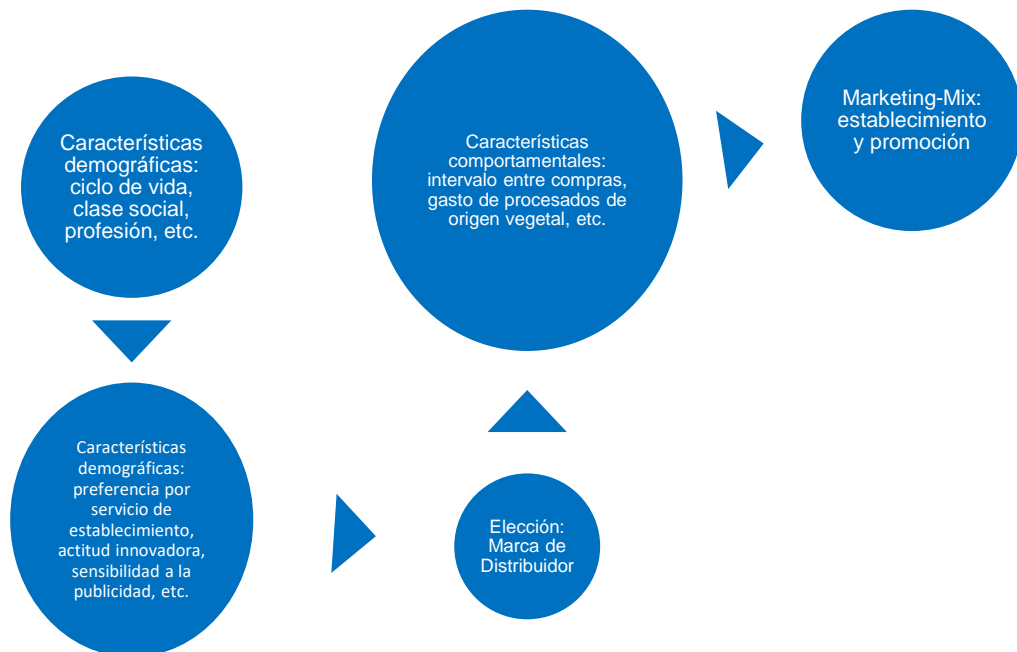 Características
demográficas:
ciclo de vida,
clase social,
profesión, etc.
Características
demográficas:
preferencia por
servicio de
establecimiento,
actitud innovadora,
sensibilidad a la
publicidad, etc.
Elección:
Marca de
Distribuidor
Características
comportamentales:
intervalo entre compras,
gasto de procesados de
origen vegetal, etc.
Marketing-Mix:
establecimiento
y promoción